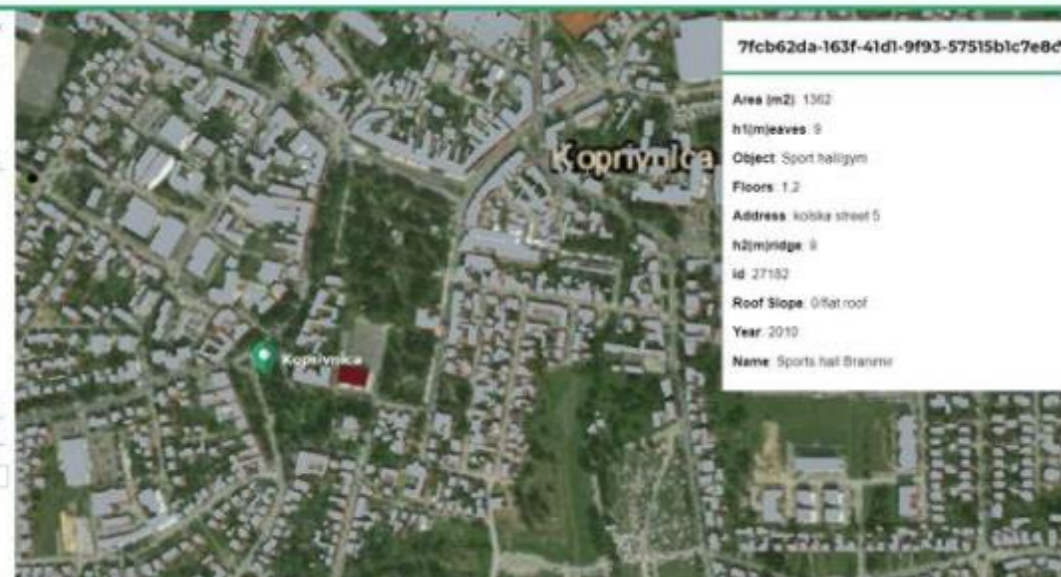 Koprivnica
Koprivnica
7fcb62da-163f-41d1-9f93-57515b1c7e8d
Area (m2): 1362
h1(m)eaves: 9
Object: Sport hall/gym
Floors: 1,2
Address: kolska street 5
h2(m)ridge: 9
id: 27182
Roof Slope: 0/flat roof
Year: 2010
Name: Sports hall Branimir